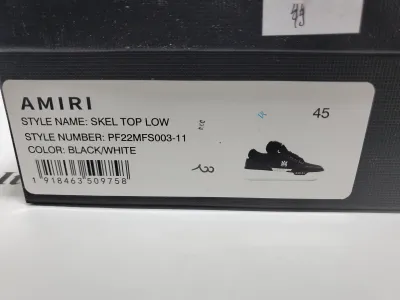 AMIRI
STYLE NAME: SKEL TOP LOW
STYLE NUMBER: PF22MFS003-11
COLOR: BLACK/WHITE
45
1 918463 509758